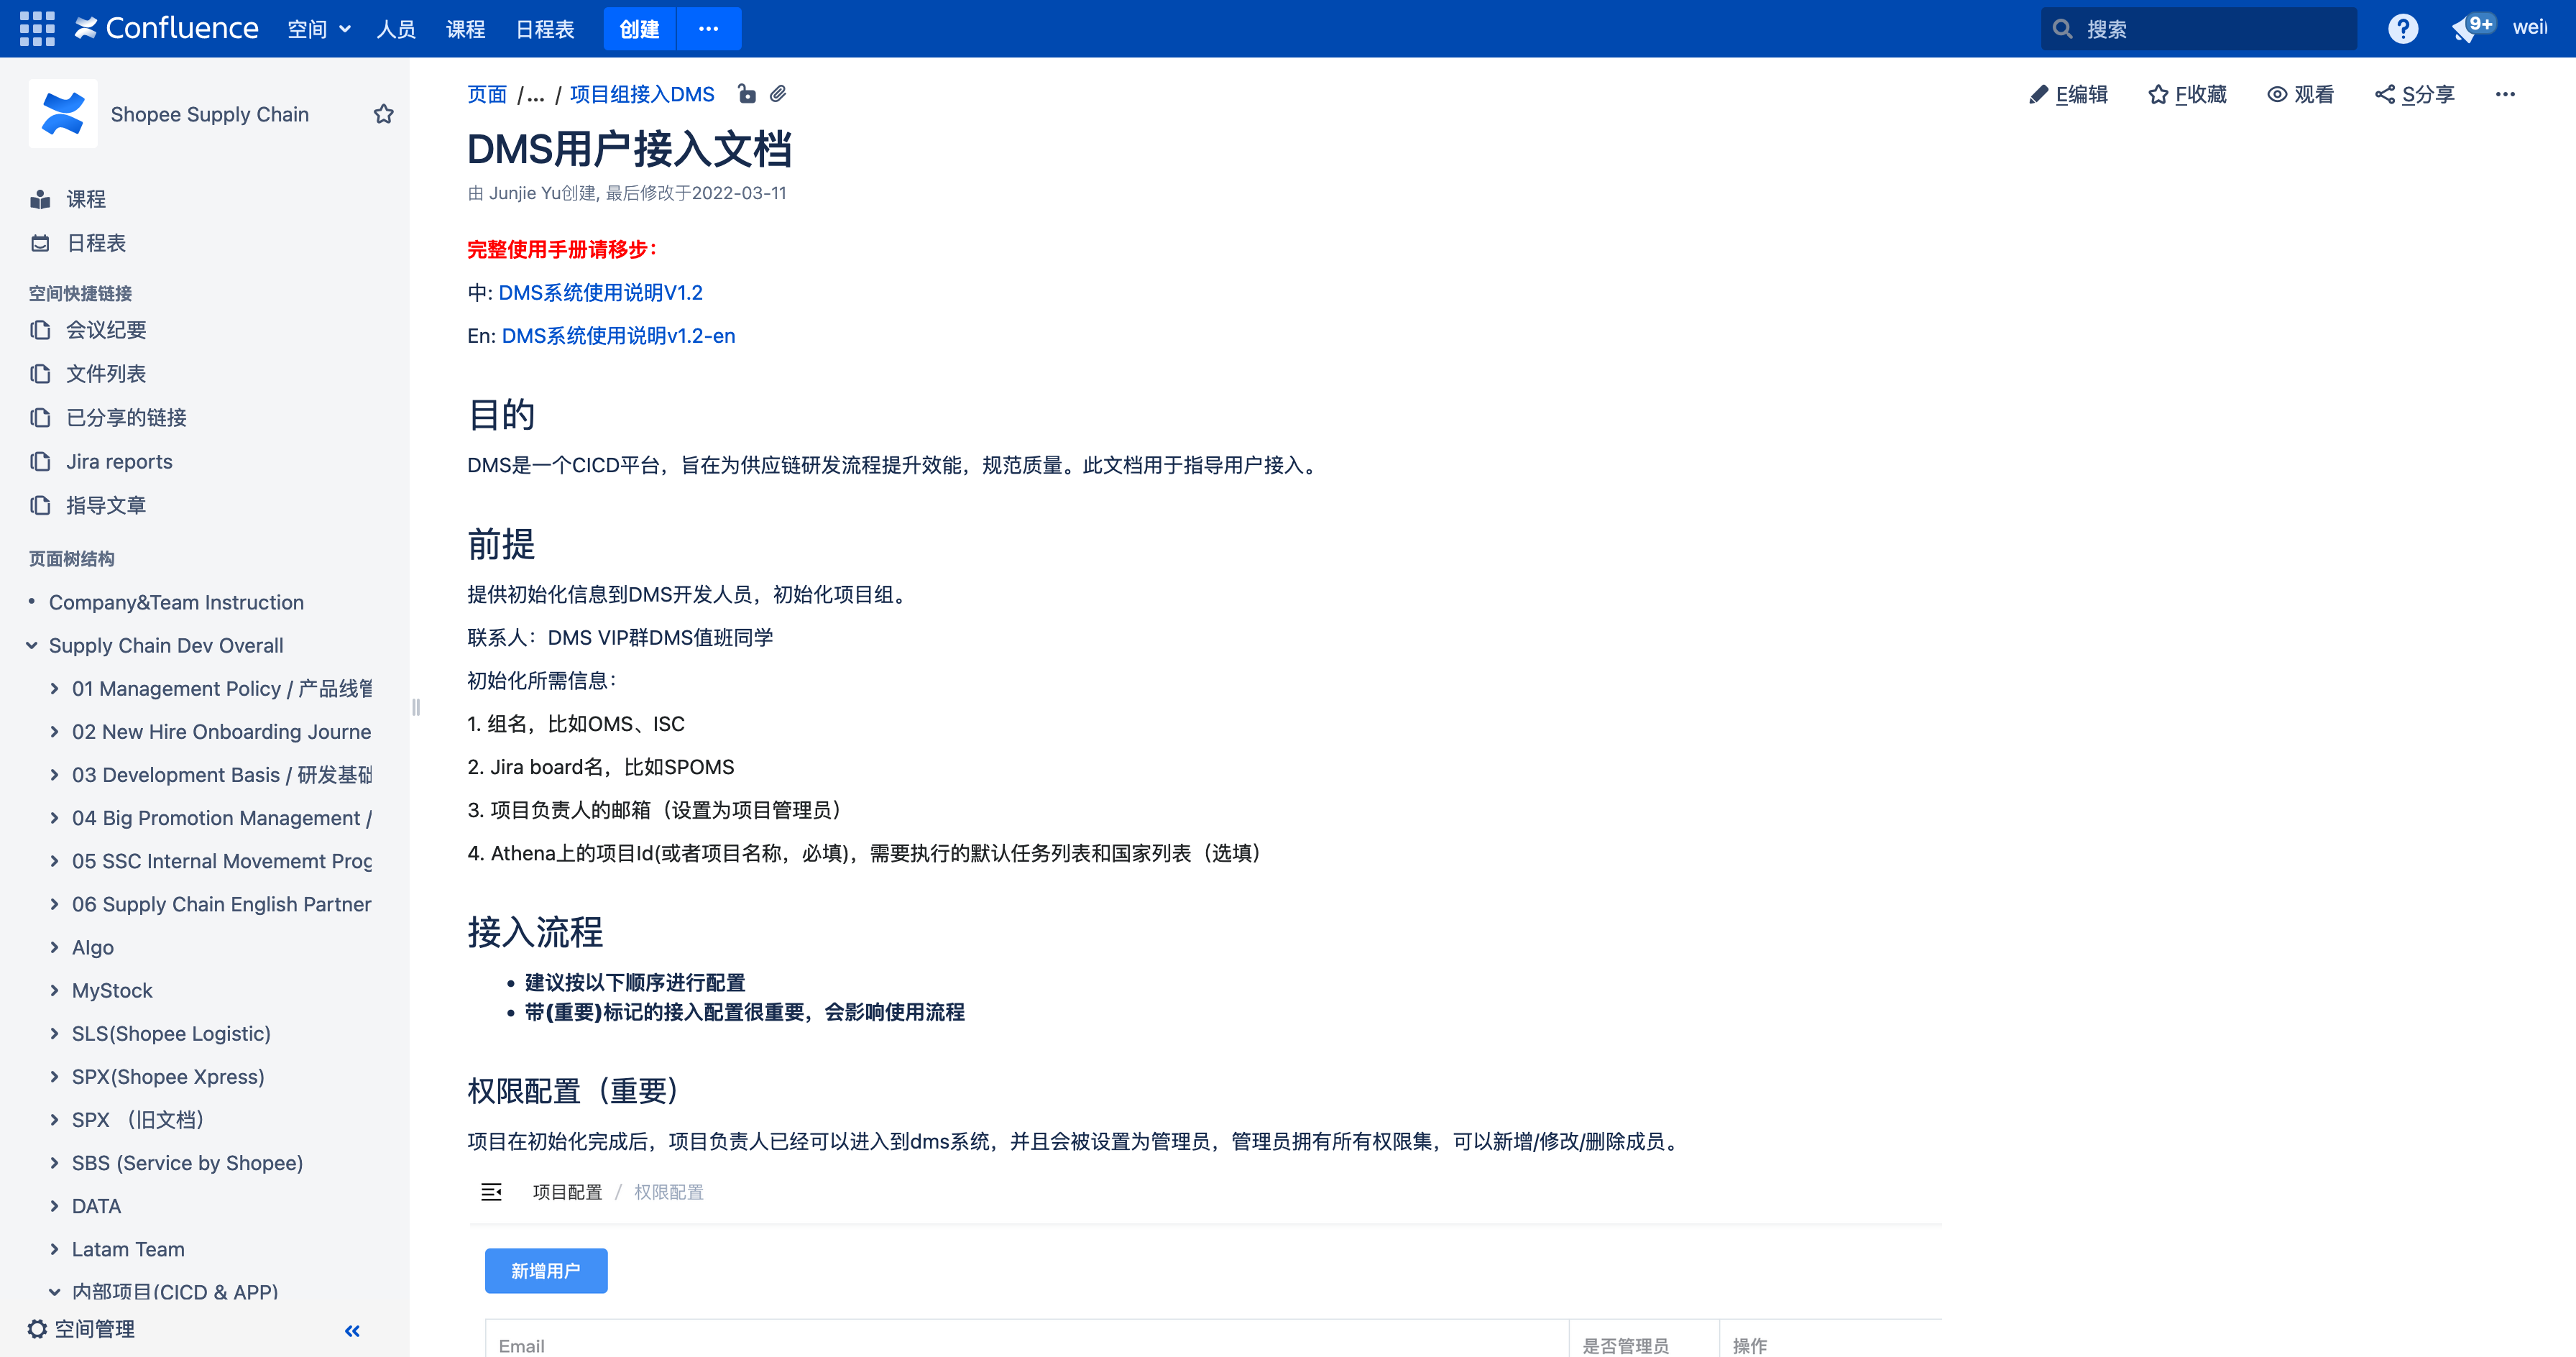 Confluence 空间 人员 课程 日程表 创建 ··· 搜索 9+
Shopee Supply Chain
课程
日程表
空间快捷链接
会议纪要
文件列表
已分享的链接
Jira reports
指导文章
页面树结构
• Company&Team Instruction
Supply Chain Dev Overall
01 Management Policy / 产品线管
02 New Hire Onboarding Journe
03 Development Basis / 研发基础
04 Big Promotion Management /
05 SSC Internal Movememt Prog
06 Supply Chain English Partner
Algo
MyStock
SLS(Shopee Logistic)
SPX(Shopee Xpress)
SPX （旧文档）
SBS (Service by Shopee)
DATA
Latam Team
内部项目(CICD & APP)
空间管理
页面 /... / 项目组接入DMS
E编辑 F收藏 观看 S分享 ···
DMS用户接入文档
由 Junjie Yu创建, 最后修改于2022-03-11
完整使用手册请移步：
中: DMS系统使用说明V1.2
En: DMS系统使用说明v1.2-en
目的
DMS是一个CICD平台，旨在为供应链研发流程提升效能，规范质量。此文档用于指导用户接入。
前提
提供初始化信息到DMS开发人员，初始化项目组。
联系人：DMS VIP群DMS值班同学
初始化所需信息：
1. 组名，比如OMS、ISC
2. Jira board名，比如SPOMS
3. 项目负责人的邮箱（设置为项目管理员）
4. Athena上的项目Id(或者项目名称，必填)，需要执行的默认任务列表和国家列表（选填）
接入流程
• 建议按以下顺序进行配置
• 带(重要)标记的接入配置很重要，会影响使用流程
权限配置（重要）
项目在初始化完成后，项目负责人已经可以进入到dms系统，并且会被设置为管理员，管理员拥有所有权限集，可以新增/修改/删除成员。
项目配置 / 权限配置
新增用户
Email 是否管理员 操作